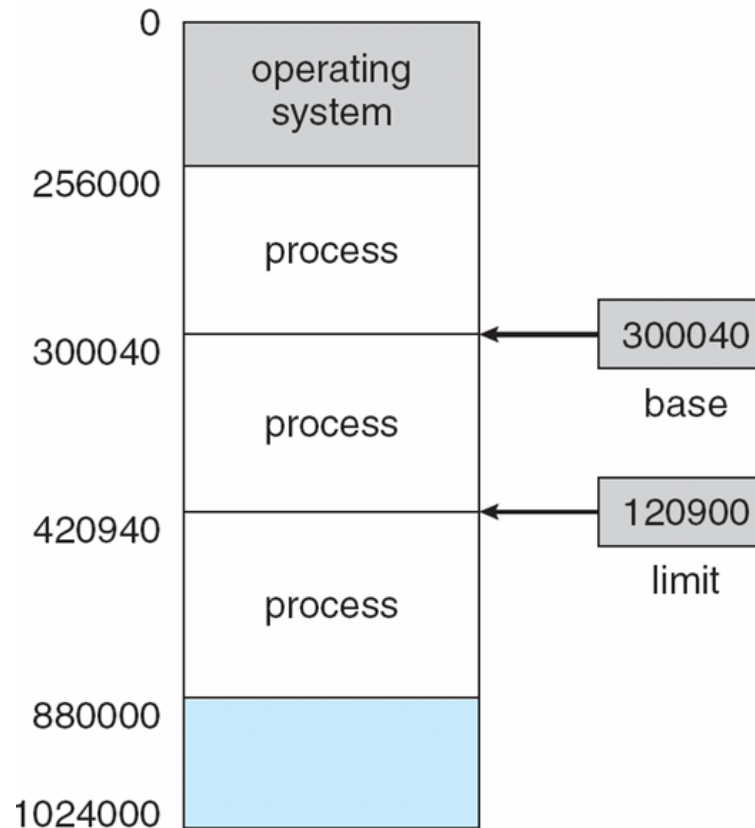 0
operating
system
256000
process
300040
300040
base
process
420940
120900
limit
process
880000
1024000